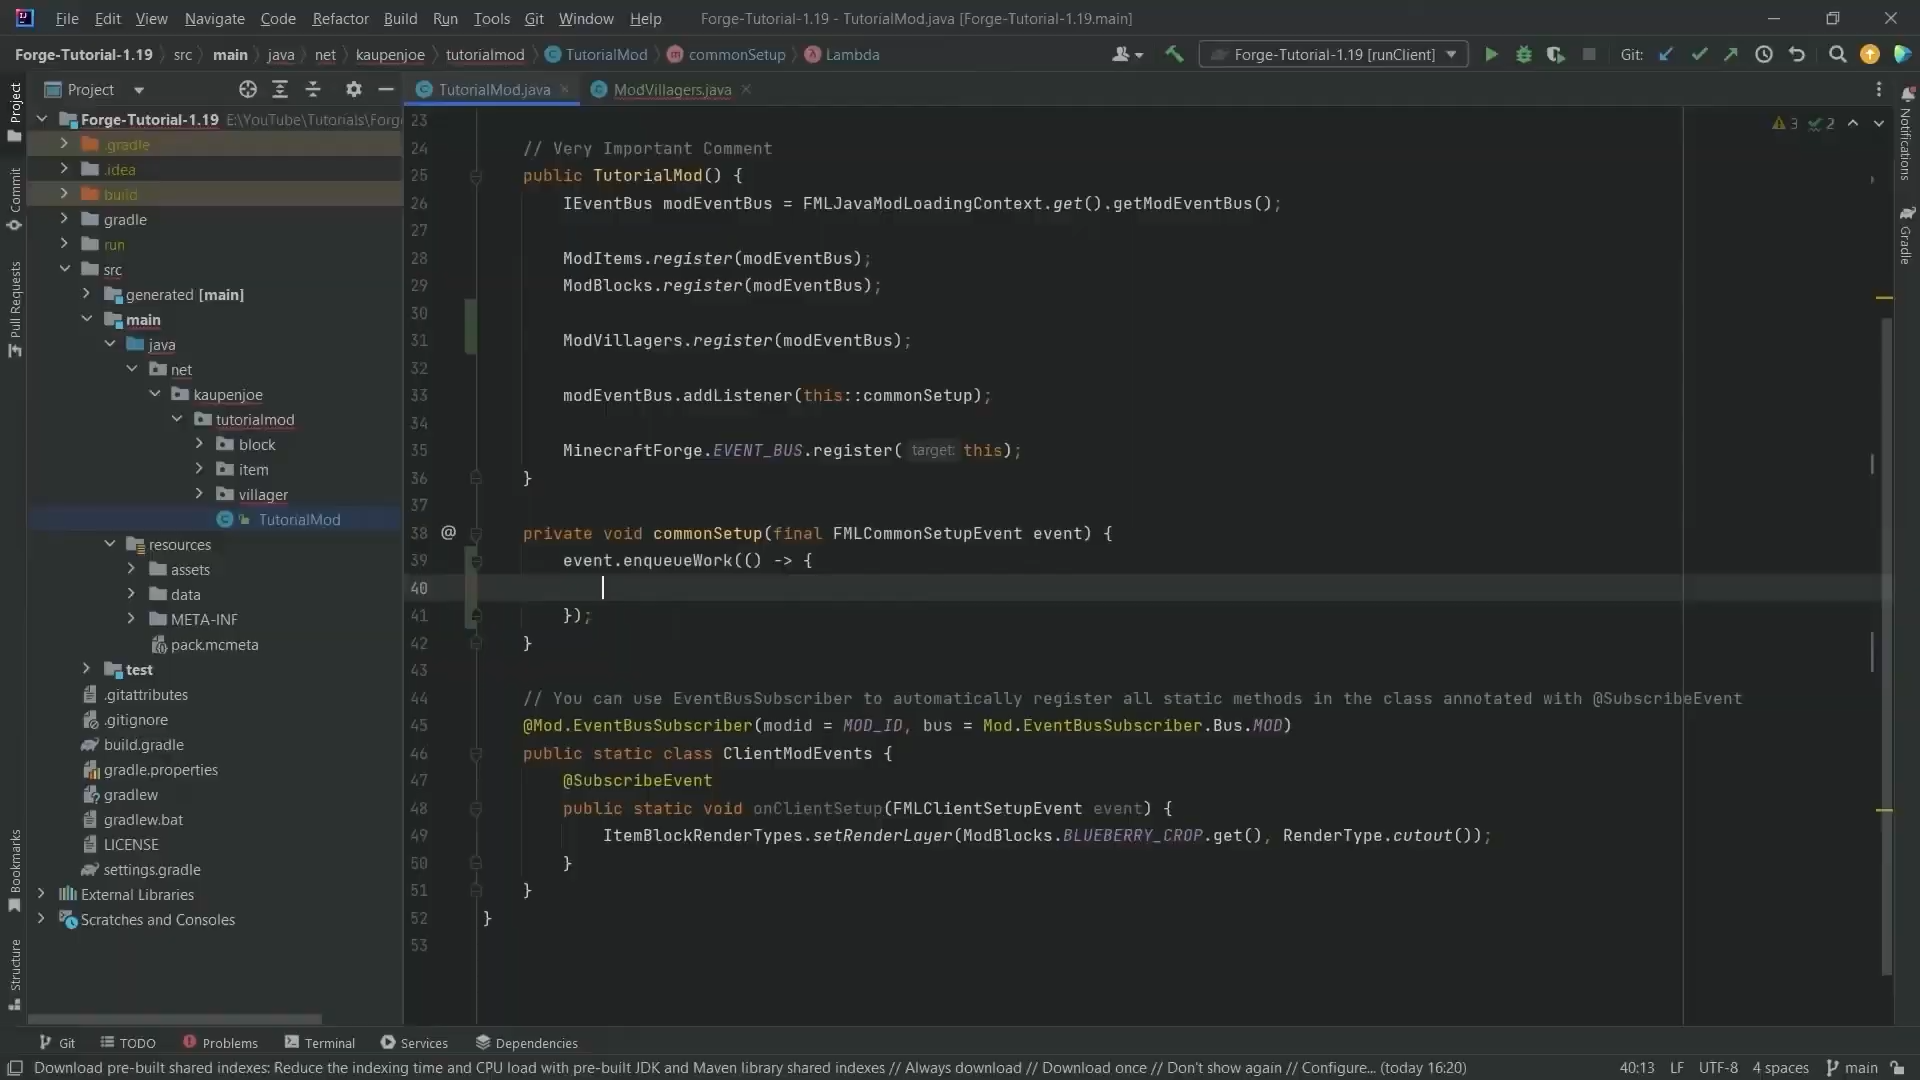 File Edit View Navigate Code Refactor Build Run Tools Git Window Help Forge-Tutorial-1.19 - TutorialMod.java [Forge-Tutorial-1.19.main]
Forge-Tutorial-1.19 src main java net kaupenjoe tutorialmod TutorialMod commonSetup Lambda Forge-Tutorial-1.19 [runClient] Git:
Project TutorialMod.java ModVillagers.java
Project
Commit
Pull Requests
Bookmarks
Structure
Notifications
Gradle
Forge-Tutorial-1.19 E:\YouTube\Tutorials\Forg
.gradle
.idea
build
gradle
run
src
generated [main]
main
java
net
kaupenjoe
tutorialmod
block
item
villager
TutorialMod
resources
assets
data
META-INF
pack.mcmeta
test
.gitattributes
.gitignore
build.gradle
gradle.properties
gradlew
gradlew.bat
LICENSE
settings.gradle
External Libraries
Scratches and Consoles
3 2
23
24 // Very Important Comment
25 public TutorialMod() {
26 IEventBus modEventBus = FMLJavaModLoadingContext.get().getModEventBus();
27
28 ModItems.register(modEventBus);
29 ModBlocks.register(modEventBus);
30
31 ModVillagers.register(modEventBus);
32
33 modEventBus.addListener(this::commonSetup);
34
35 MinecraftForge.EVENT_BUS.register( target: this);
36 }
37
38 @ private void commonSetup(final FMLCommonSetupEvent event) {
39 event.enqueueWork(() -> {
40
41 });
42 }
43
44 // You can use EventBusSubscriber to automatically register all static methods in the class annotated with @SubscribeEvent
45 @Mod.EventBusSubscriber(modid = MOD_ID, bus = Mod.EventBusSubscriber.Bus.MOD)
46 public static class ClientModEvents {
47 @SubscribeEvent
48 public static void onClientSetup(FMLClientSetupEvent event) {
49 ItemBlockRenderTypes.setRenderLayer(ModBlocks.BLUEBERRY_CROP.get(), RenderType.cutout());
50 }
51 }
52 }
53
Git TODO Problems Terminal Services Dependencies
Download pre-built shared indexes: Reduce the indexing time and CPU load with pre-built JDK and Maven library shared indexes // Always download // Download once // Don't show again // Configure... (today 16:20) 40:13 LF UTF-8 4 spaces main